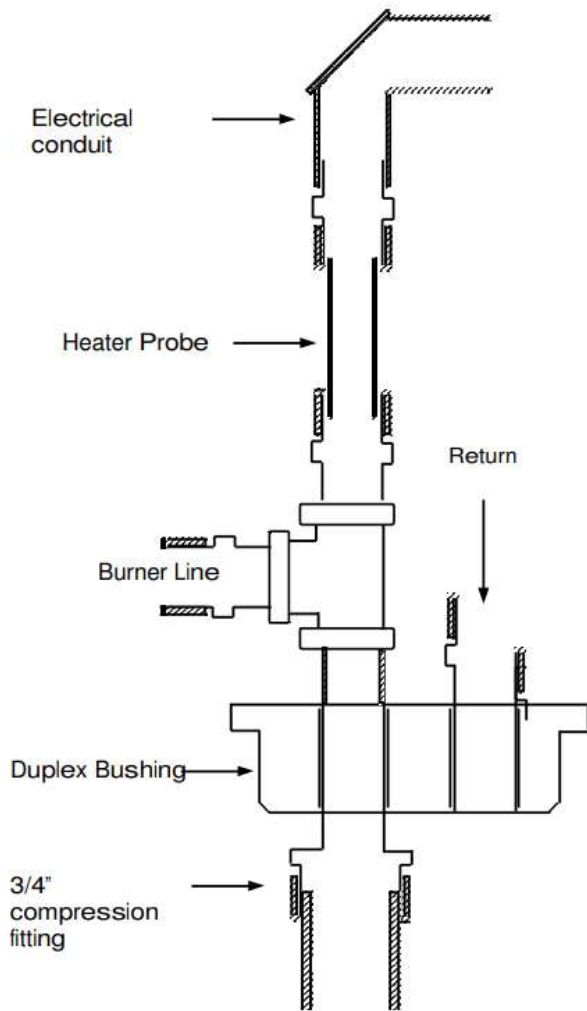 Electrical
conduit
Heater Probe
Return
Burner Line
Duplex Bushing
3/4"
compression
fitting